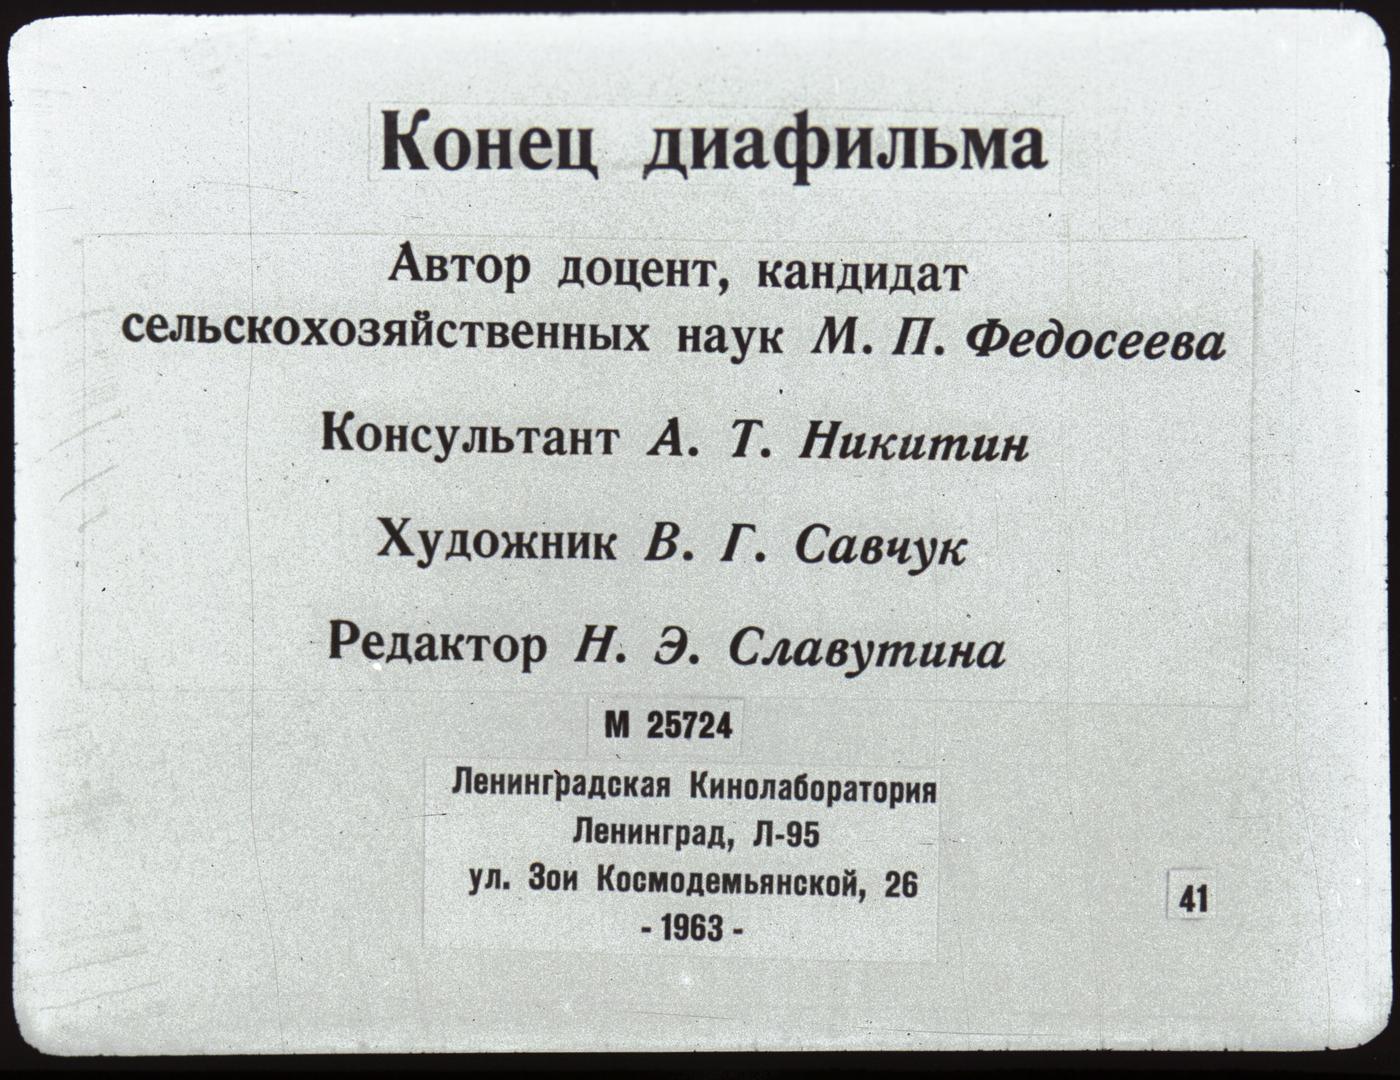 Конец диафильма
Автор доцент, кандидат
сельскохозяйственных наук М. П. Федосеева
Консультант А. Т. Никитин
Художник В. Г. Савчук
Редактор Н. Э. Славутина
М 25724
Ленинградская Кинолаборатория
Ленинград, Л-95
ул. Зои Космодемьянской, 26
- 1963 -
41